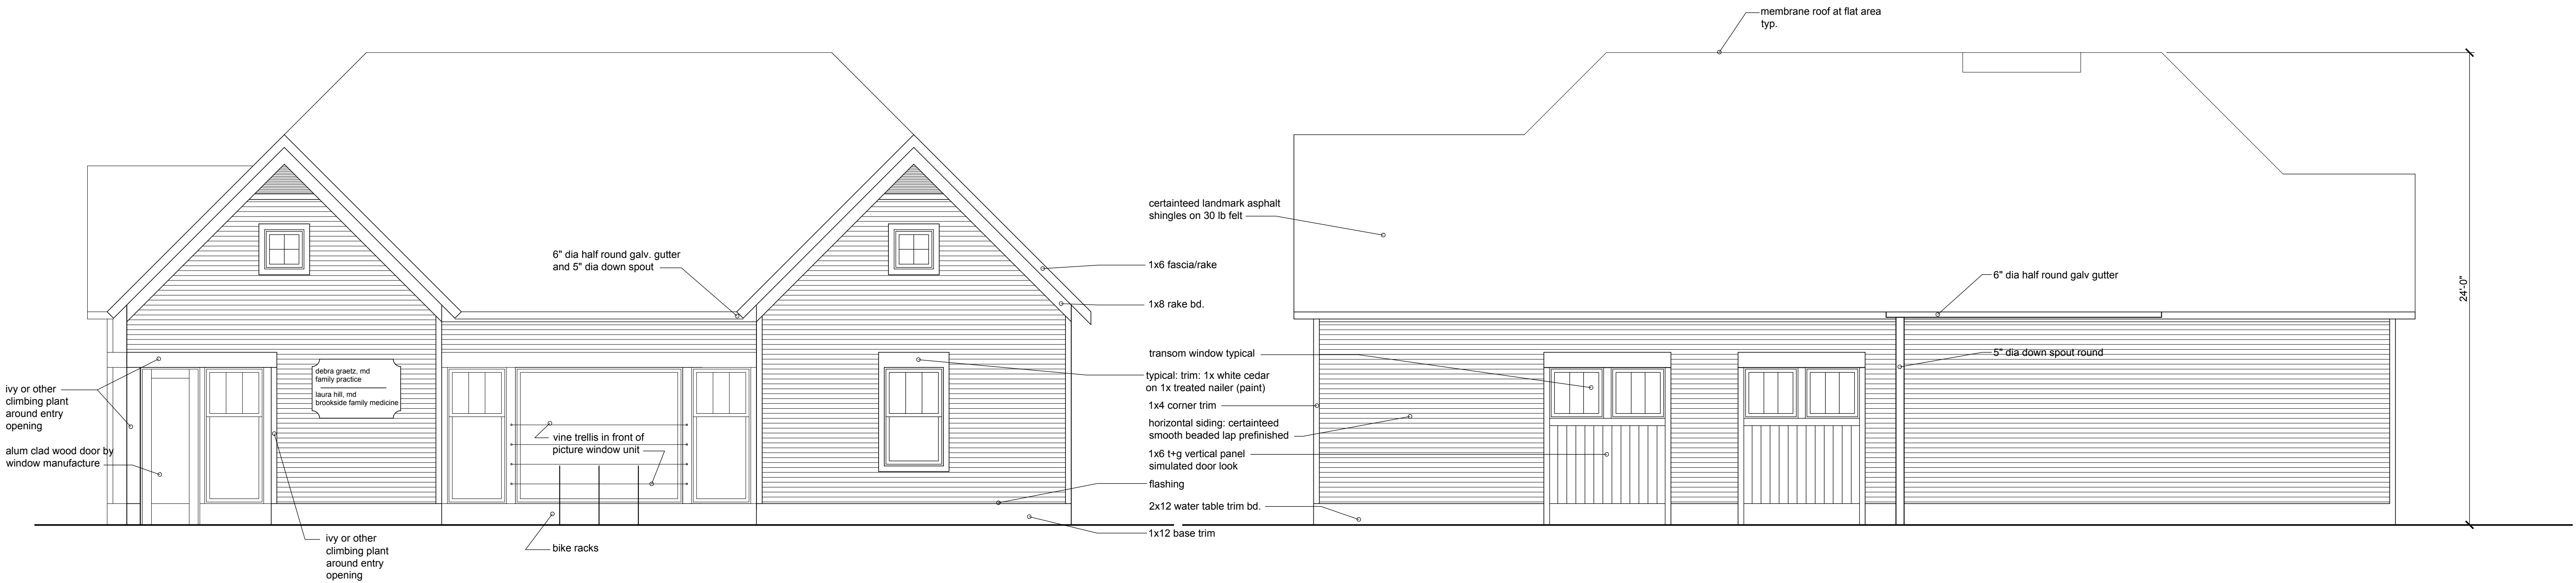 membrane roof at flat area
typ.
certainteed landmark asphalt
shingles on 30 lb felt
6" dia half round galv. gutter
and 5" dia down spout
1x6 fascia/rake
6" dia half round galv gutter
24'-0"
1x8 rake bd.
transom window typical
5" dia down spout round
debra graetz, md
family practice
laura hill, md
brookside family medicine
typical: trim: 1x white cedar
on 1x treated nailer (paint)
ivy or other
climbing plant
around entry
opening
1x4 corner trim
horizontal siding: certainteed
smooth beaded lap prefinished
vine trellis in front of
picture window unit
alum clad wood door by
window manufacture
1x6 t+g vertical panel
simulated door look
flashing
2x12 water table trim bd.
1x12 base trim
ivy or other
climbing plant
around entry
opening
bike racks